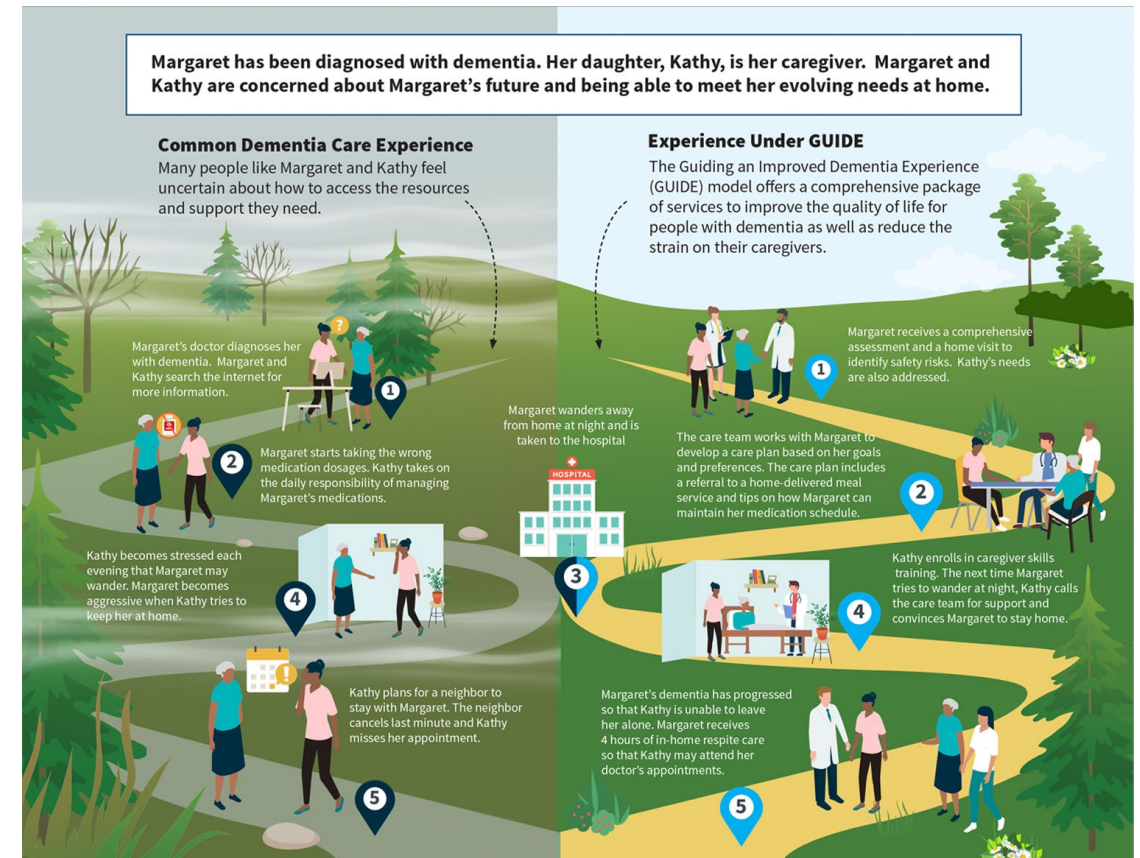 Margaret has been diagnosed with dementia. Her daughter, Kathy, is her caregiver. Margaret and
Kathy are concerned about Margaret's future and being able to meet her evolving needs at home.
Common Dementia Care Experience
Many people like Margaret and Kathy feel
uncertain about how to access the resources
and support they need.
Experience Under GUIDE
The Guiding an Improved Dementia Experience
(GUIDE) model offers a comprehensive package
of services to improve the quality of life for
people with dementia as well as reduce the
strain on their caregivers.
?
Margaret's doctor diagnoses her
with dementia. Margaret and
Kathy search the internet for
more information.
1
Margaret receives a comprehensive
assessment and a home visit to
identify safety risks. Kathy's needs
are also addressed.
1
2
Margaret starts taking the wrong
medication dosages. Kathy takes on
the daily responsibility of managing
Margaret's medications.
Margaret wanders away
from home at night and is
taken to the hospital
HOSPITAL
3
The care team works with Margaret to
develop a care plan based on her goals
and preferences. The care plan includes
a referral to a home-delivered meal
service and tips on how Margaret can
maintain her medication schedule.
2
Kathy becomes stressed each
evening that Margaret may
wander. Margaret becomes
aggressive when Kathy tries to
keep her at home.
4
4
Kathy enrolls in caregiver skills
training. The next time Margaret
tries to wander at night, Kathy calls
the care team for support and
convinces Margaret to stay home.
!
Kathy plans for a neighbor to
stay with Margaret. The neighbor
cancels last minute and Kathy
misses her appointment.
5
Margaret's dementia has progressed
so that Kathy is unable to leave
her alone. Margaret receives
4 hours of in-home respite care
so that Kathy may attend her
doctor's appointments.
5